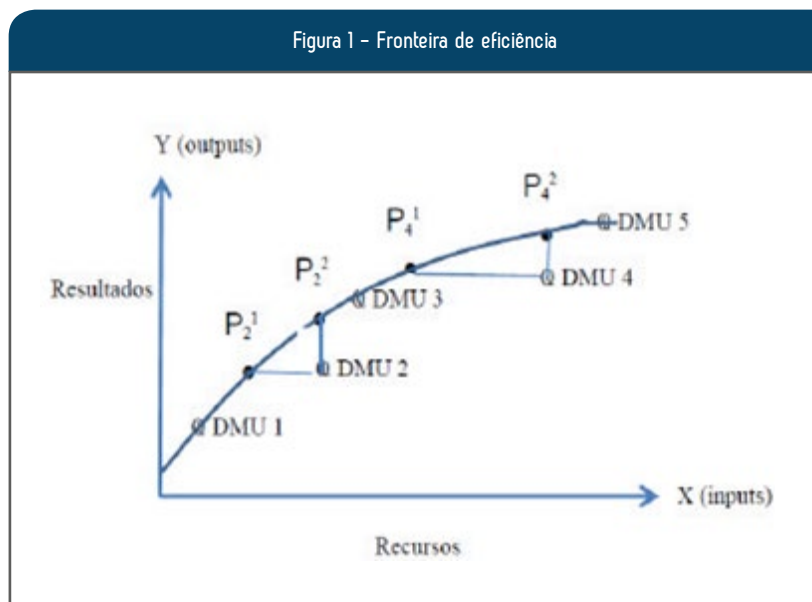 Figura 1 – Fronteira de eficiência
Y (outputs)
P₄²
P₄¹
DMU 5
P₂²
DMU 4
Resultados
DMU 3
P₂¹
DMU 2
DMU 1
X (inputs)
Recursos